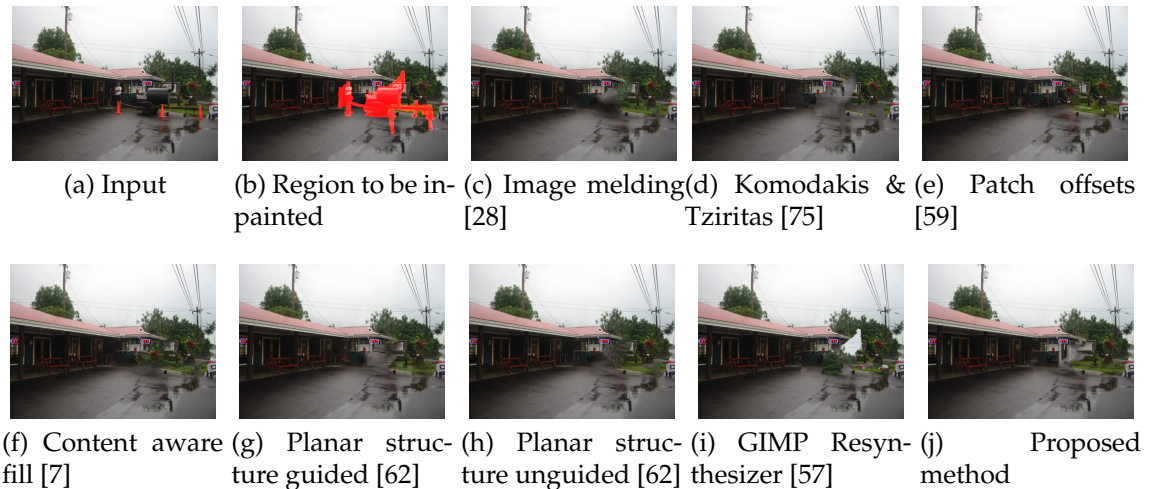 (a) Input
(b) Region to be in-
painted
(c) Image melding
[28]
(d) Komodakis &
Tziritas [75]
(e) Patch offsets
[59]
(f) Content aware
fill [7]
(g) Planar struc-
ture guided [62]
(h) Planar struc-
ture unguided [62]
(i) GIMP Resyn-
thesizer [57]
(j) Proposed
method